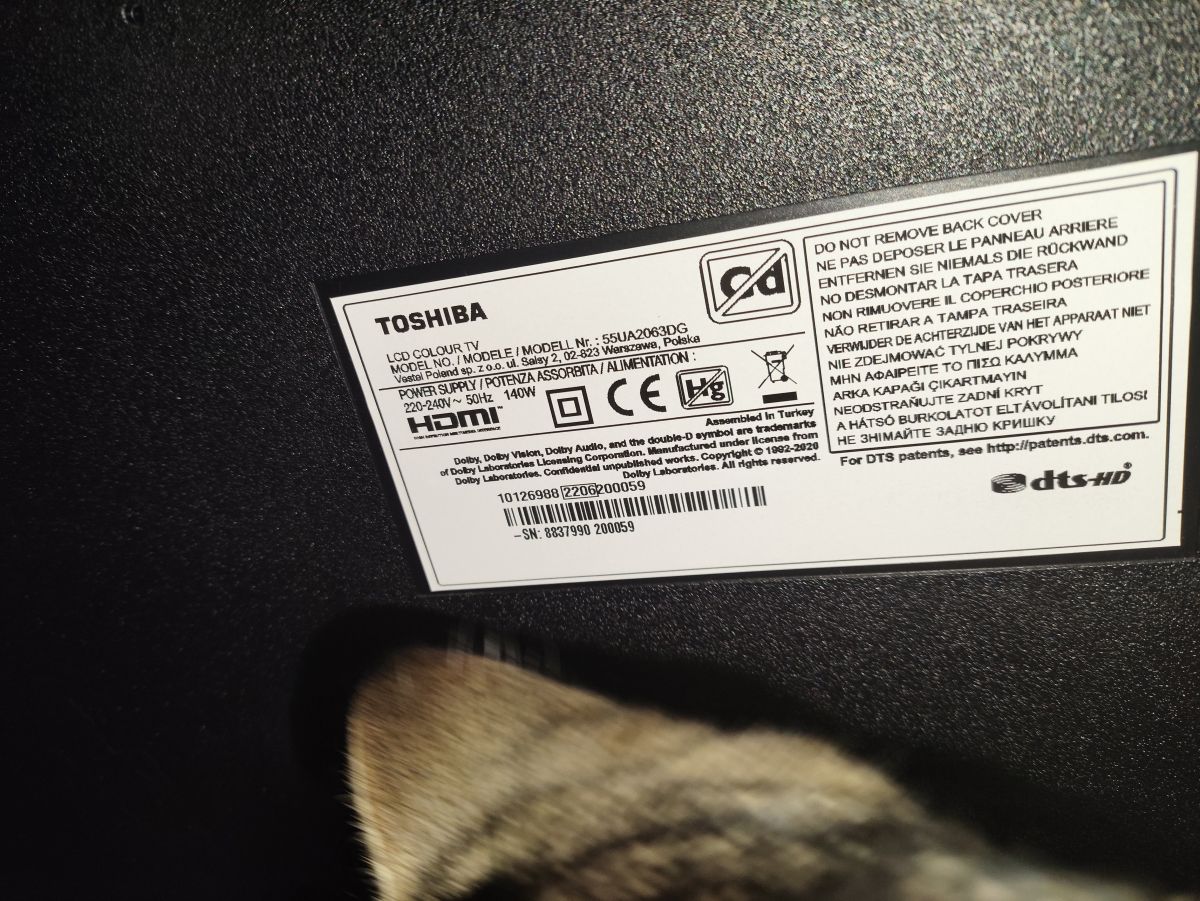 TOSHIBA
LCD COLOUR TV
MODEL NO / MODELE / MODELL Nr. : 55UA2063DG
Vestel Poland sp. z o.o. ul. Salsy 2, 02-823 Warszawa, Polska
POWER SUPPLY / POTENZA ASSORBITA / ALIMENTATION :
220-240V ~ 50Hz 140W
HDMI™
HIGH DEFINITION MULTIMEDIA INTERFACE
CE
Hg
Cd
Assembled in Turkey
Dolby, Dolby Vision, Dolby Audio, and the double-D symbol are trademarks
of Dolby Laboratories Licensing Corporation. Manufactured under license from
Dolby Laboratories. Confidential unpublished works. Copyright © 1992-2020
Dolby Laboratories. All rights reserved.
10126988 2206200059
-SN: 8837990 200059
DO NOT REMOVE BACK COVER
NE PAS DEPOSER LE PANNEAU ARRIERE
ENTFERNEN SIE NIEMALS DIE RÜCKWAND
NO DESMONTAR LA TAPA TRASERA
NON RIMUOVERE IL COPERCHIO POSTERIORE
NÃO RETIRAR A TAMPA TRASEIRA
VERWIJDER DE ACHTERZIJDE VAN HET APPARAAT NIET
NIE ZDEJMOWAĆ TYLNEJ POKRYWY
ΜΗΝ ΑΦΑΙΡΕΙΤΕ ΤΟ ΠΙΣΩ ΚΑΛΥΜΜΑ
ARKA KAPAĞI ÇIKARTMAYIN
NEODSTRAŇUJTE ZADNÍ KRYT
A HÁTSÓ BURKOLATOT ELTÁVOLÍTANI TILOS!
НЕ ЗНІМАЙТЕ ЗАДНЮ КРИШКУ
For DTS patents, see http://patents.dts.com.
dts-HD®